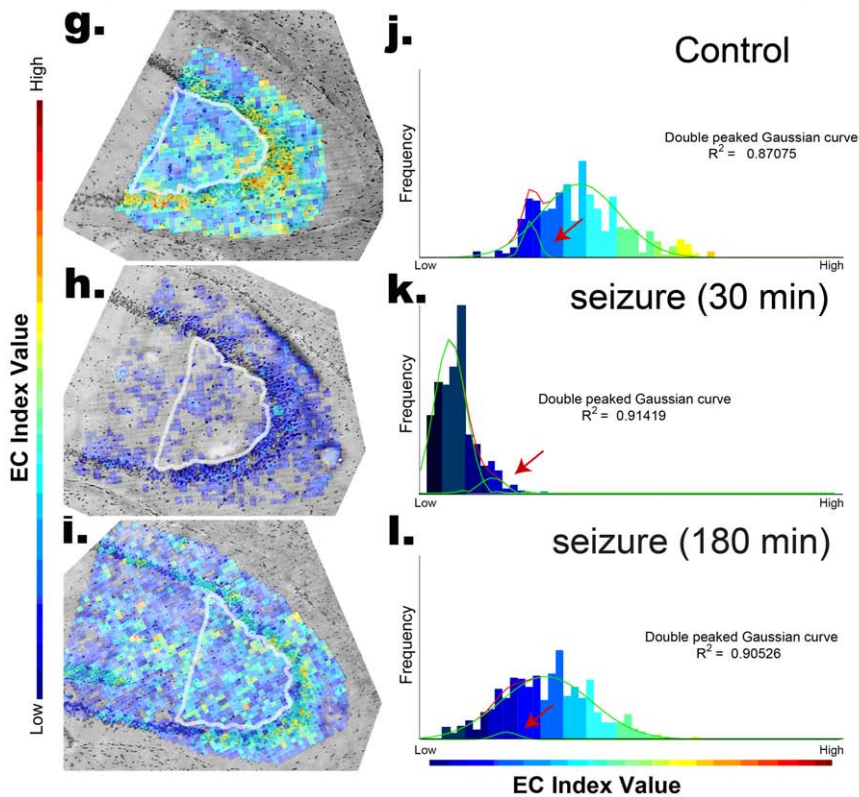 g.
High
EC Index Value
Low
h.
i.
j.
Control
Frequency
Double peaked Gaussian curve
R2 = 0.87075
Low
High
k.
seizure (30 min)
Frequency
Double peaked Gaussian curve
R2 = 0.91419
Low
High
l.
seizure (180 min)
Frequency
Double peaked Gaussian curve
R2 = 0.90526
Low
High
EC Index Value